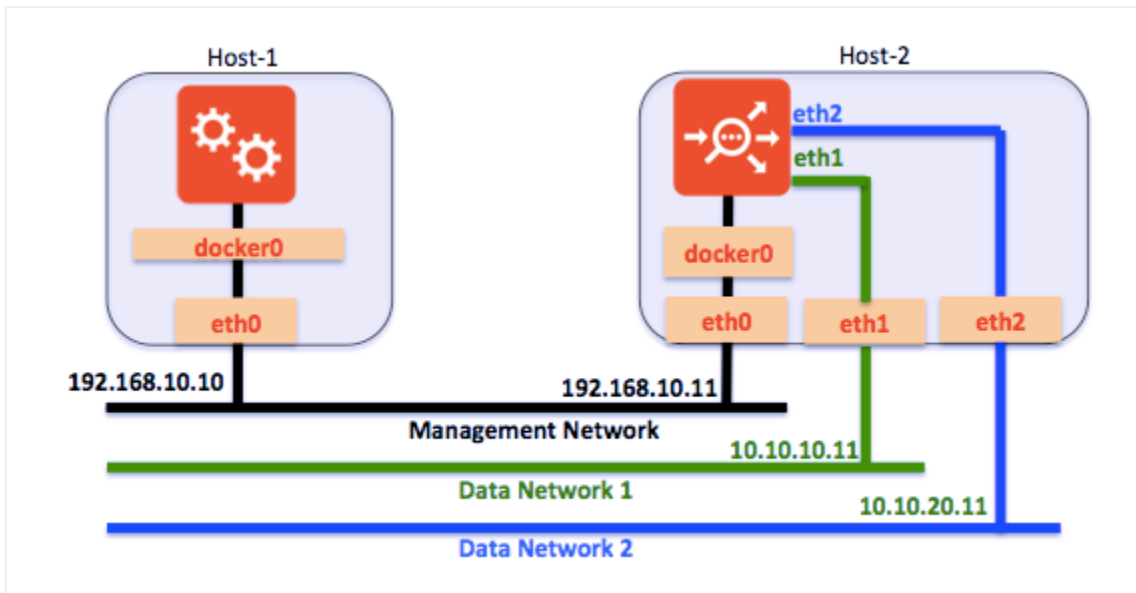 Host-1
Host-2
eth2
eth1
docker0
docker0
eth0
eth0
eth1
eth2
192.168.10.10
192.168.10.11
Management Network
10.10.10.11
Data Network 1
10.10.20.11
Data Network 2